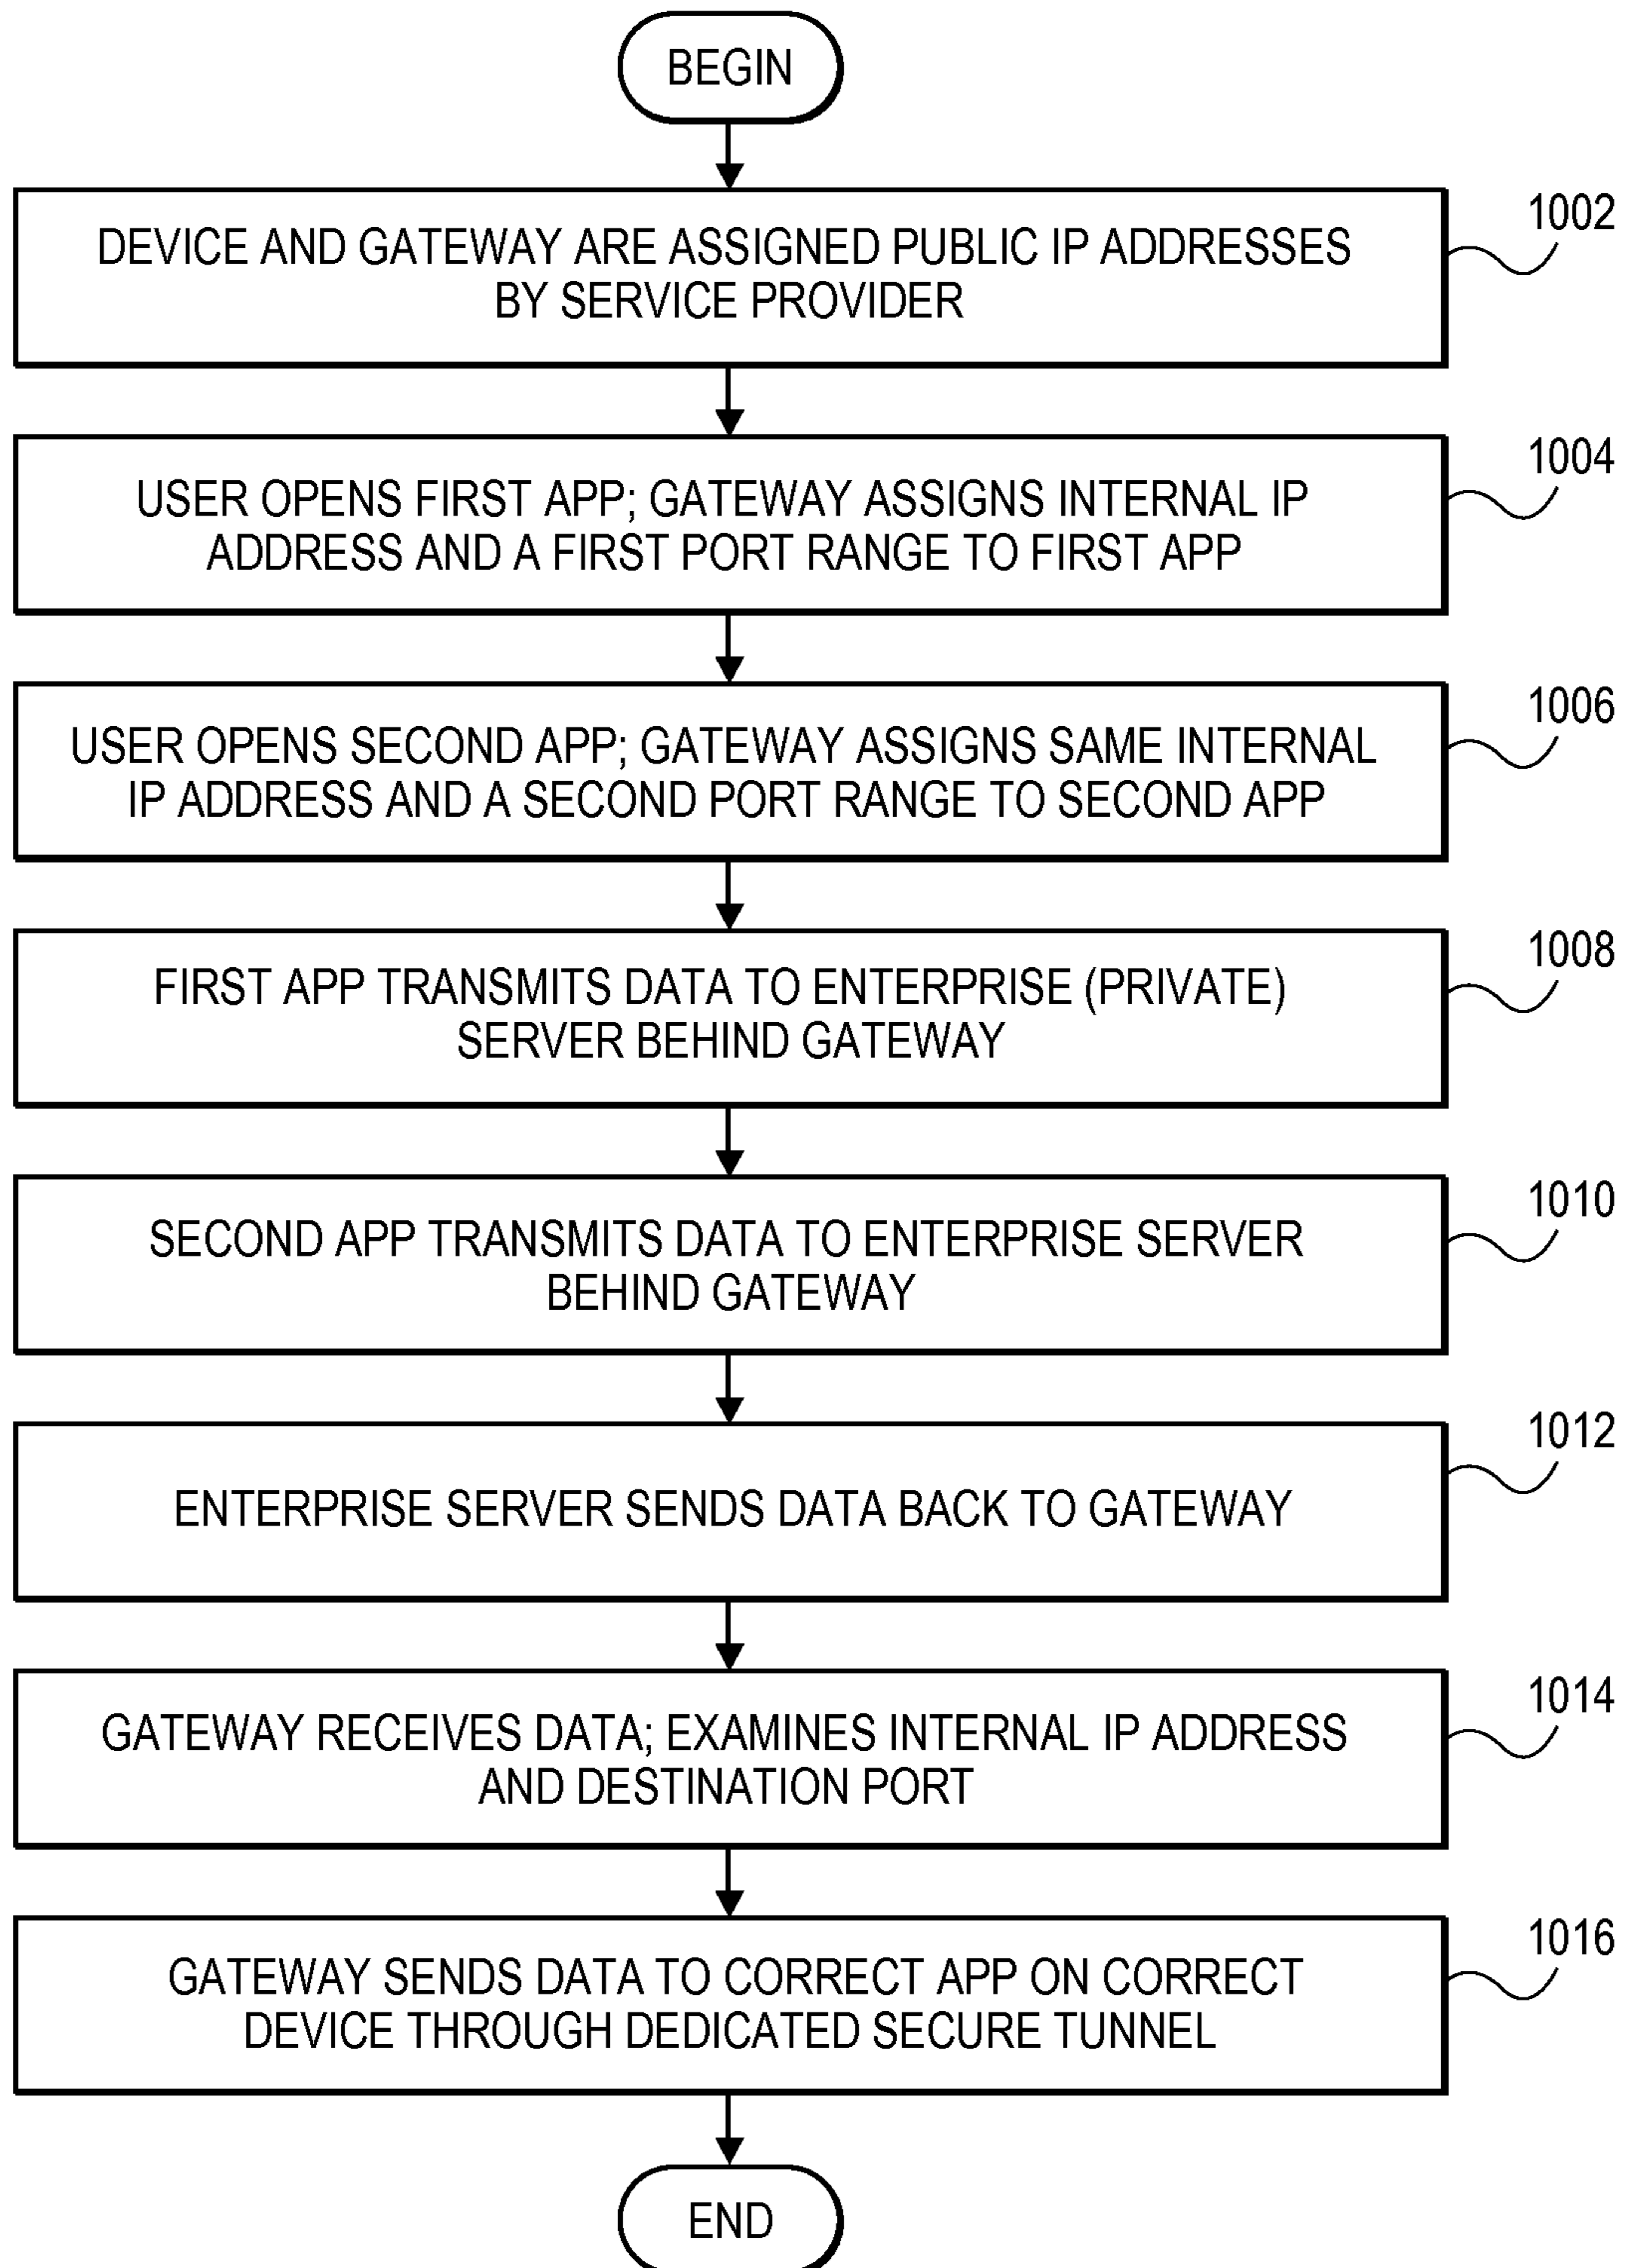 BEGIN
DEVICE AND GATEWAY ARE ASSIGNED PUBLIC IP ADDRESSES
BY SERVICE PROVIDER
1002
USER OPENS FIRST APP; GATEWAY ASSIGNS INTERNAL IP
ADDRESS AND A FIRST PORT RANGE TO FIRST APP
1004
USER OPENS SECOND APP; GATEWAY ASSIGNS SAME INTERNAL
IP ADDRESS AND A SECOND PORT RANGE TO SECOND APP
1006
FIRST APP TRANSMITS DATA TO ENTERPRISE (PRIVATE)
SERVER BEHIND GATEWAY
1008
SECOND APP TRANSMITS DATA TO ENTERPRISE SERVER
BEHIND GATEWAY
1010
ENTERPRISE SERVER SENDS DATA BACK TO GATEWAY
1012
GATEWAY RECEIVES DATA; EXAMINES INTERNAL IP ADDRESS
AND DESTINATION PORT
1014
GATEWAY SENDS DATA TO CORRECT APP ON CORRECT
DEVICE THROUGH DEDICATED SECURE TUNNEL
1016
END